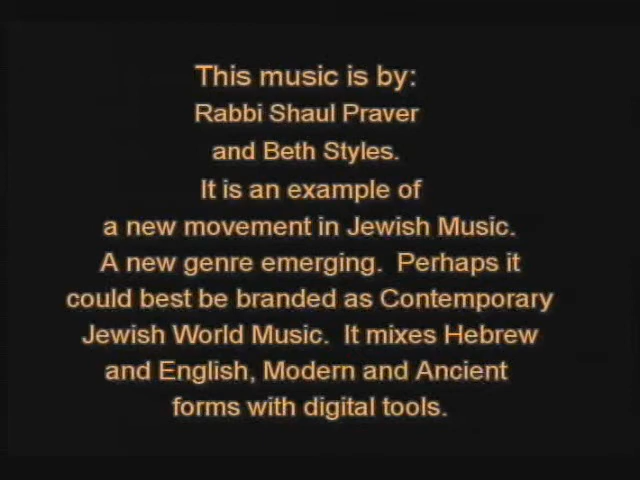 This music is by:
Rabbi Shaul Praver
and Beth Styles.
It is an example of
a new movement in Jewish Music.
A new genre emerging.  Perhaps it
could best be branded as Contemporary
Jewish World Music.  It mixes Hebrew
and English, Modern and Ancient
forms with digital tools.